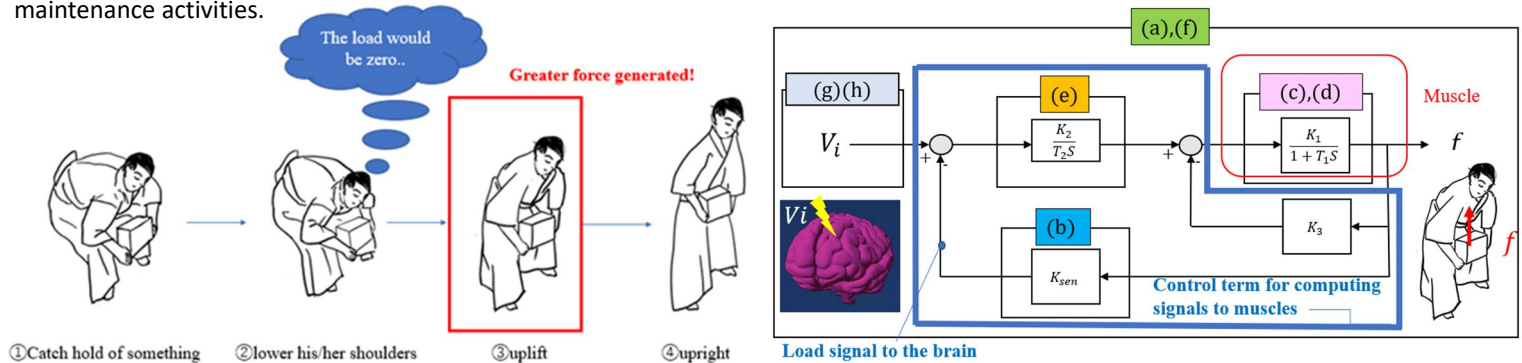 maintenance activities.
The load would
be zero..
Greater force generated!
①Catch hold of something
②lower his/her shoulders
③uplift
④upright
(a),(f)
(g)(h)
(e)
(c),(d)
Muscle
V_i
+
-
K_2
T_2S
+
-
K_1
1 + T_1S
f
Vi
(b)
K_sen
K_3
f
Control term for computing
signals to muscles
Load signal to the brain